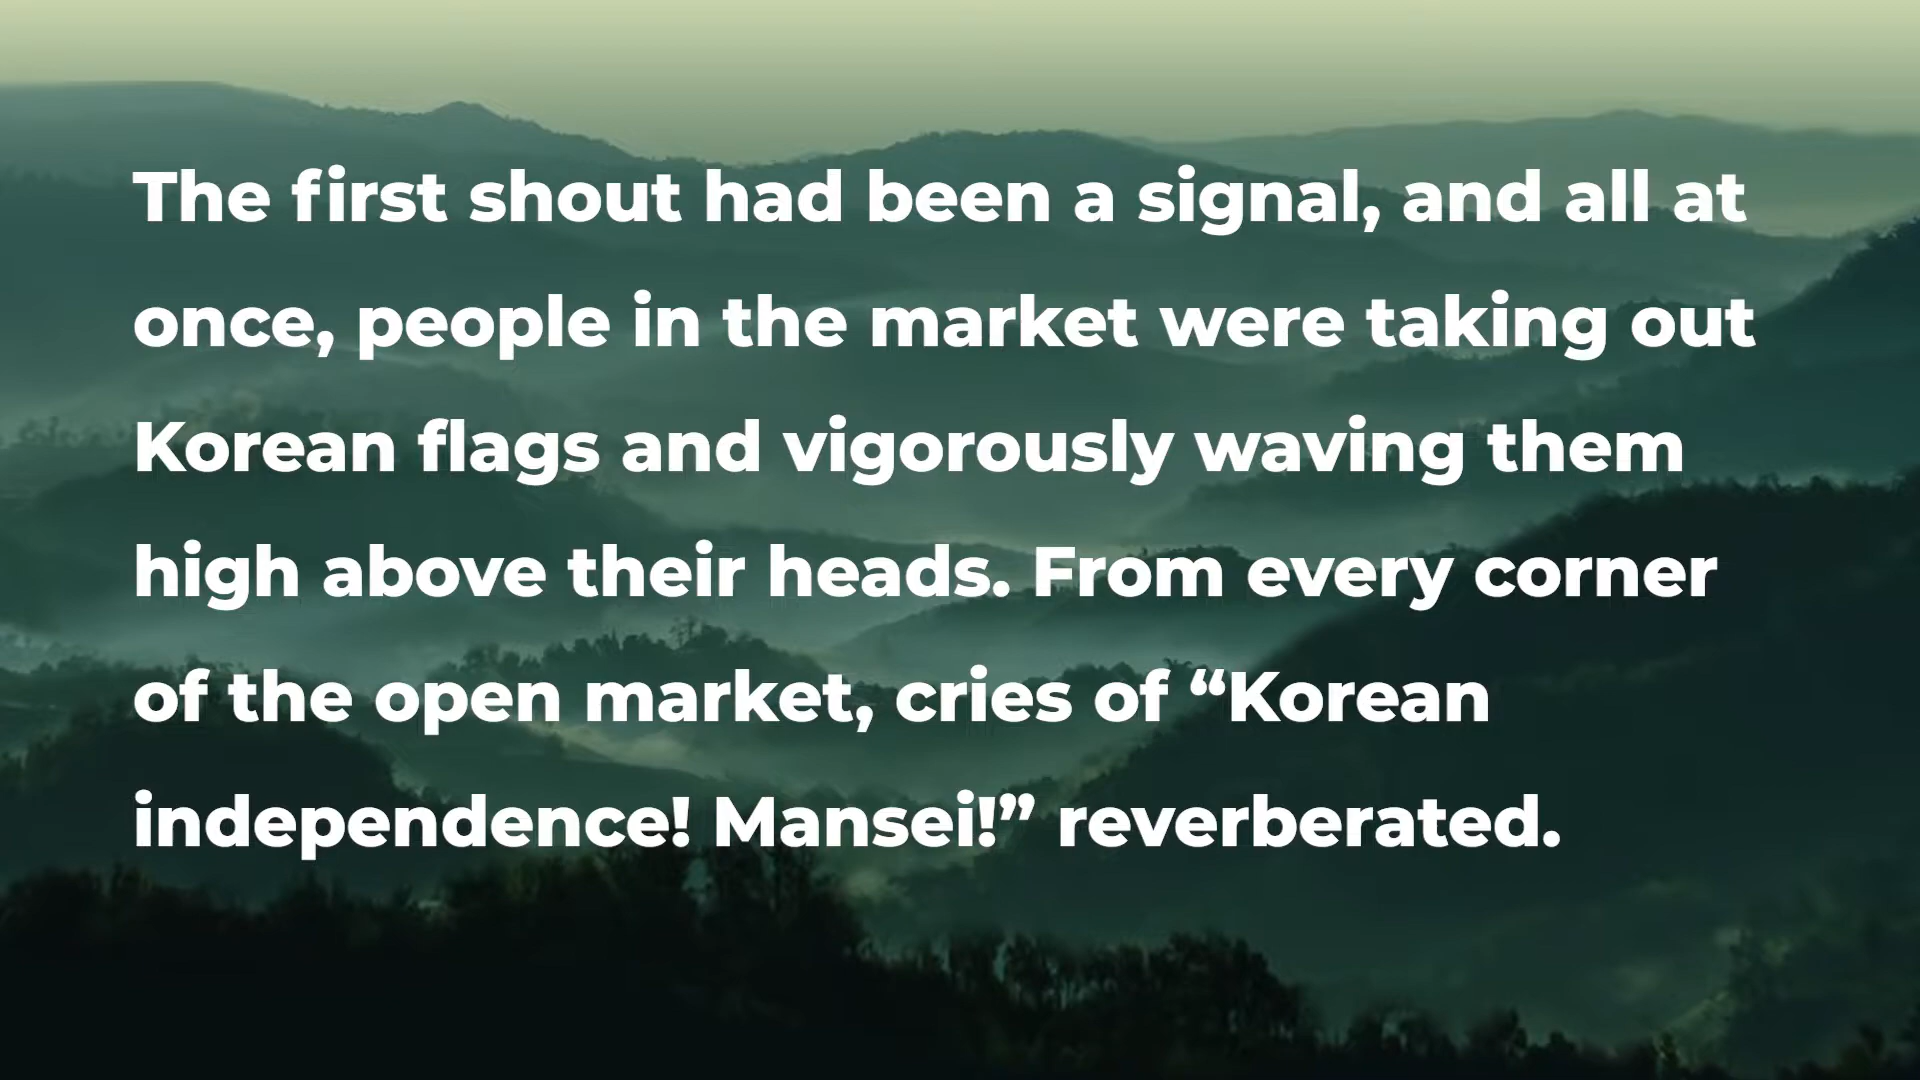 The first shout had been a signal, and all at
once, people in the market were taking out
Korean flags and vigorously waving them
high above their heads. From every corner
of the open market, cries of “Korean
independence! Mansei!” reverberated.